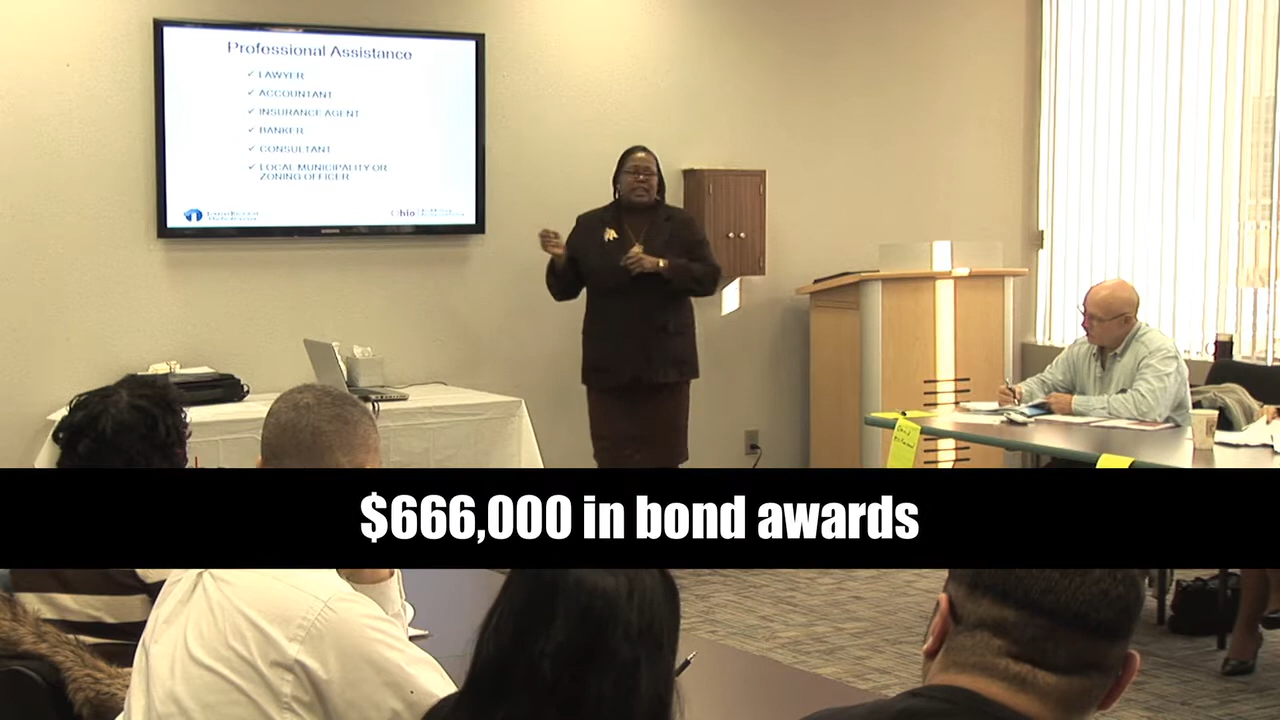 Professional Assistance
✓ LAWYER
✓ ACCOUNTANT
✓ INSURANCE AGENT
✓ BANKER
✓ CONSULTANT
✓ LOCAL MUNICIPALITY OR
ZONING OFFICER
Ohio
SAMSUNG
$666,000 in bond awards